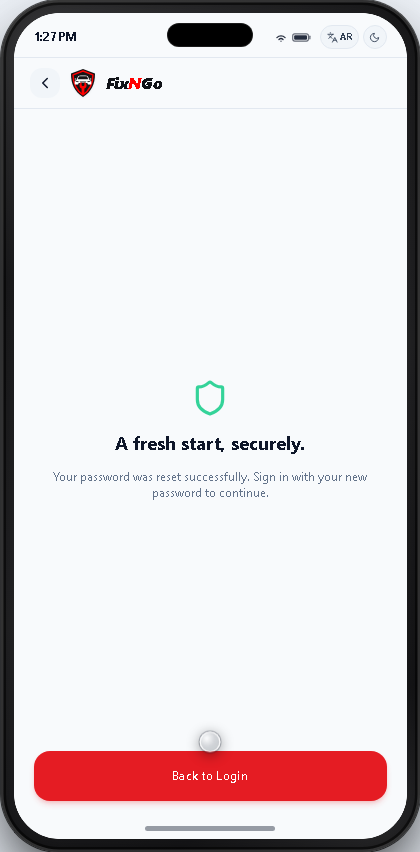 1:27 PM
AR
FixNGo
A fresh start, securely.
Your password was reset successfully. Sign in with your new
password to continue.
Back to Login